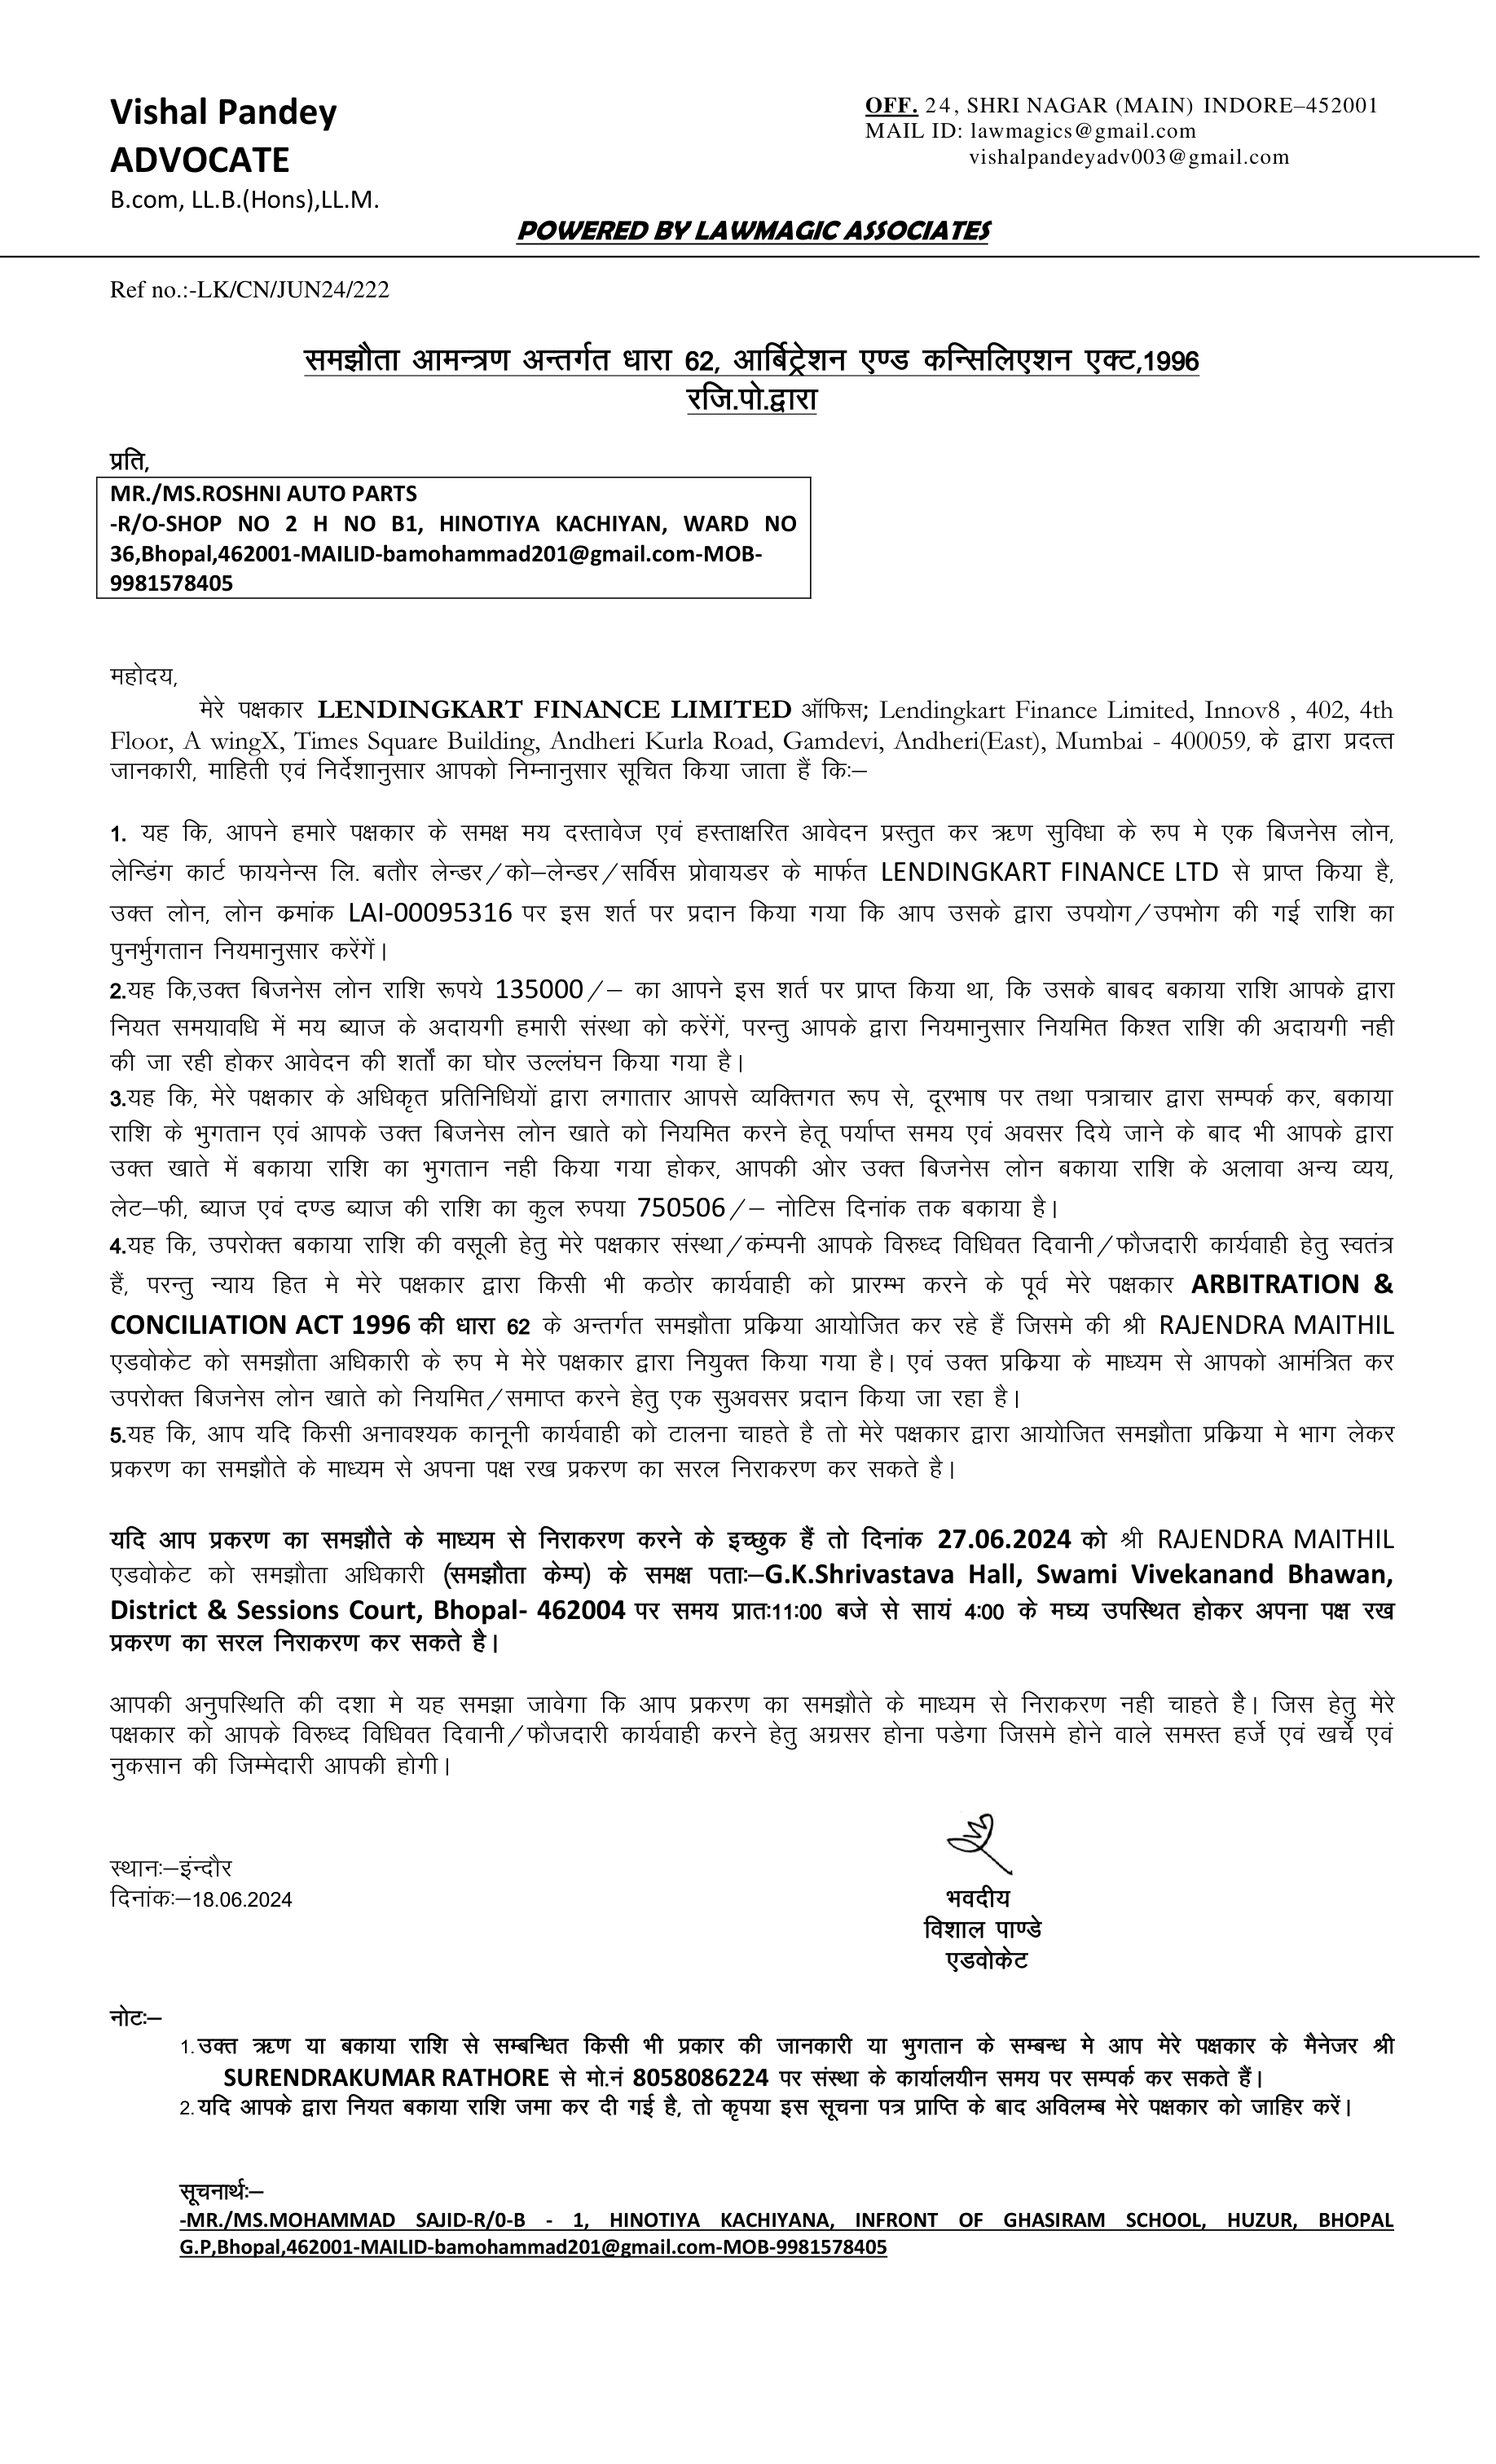 Vishal Pandey
ADVOCATE
B.com, LL.B.(Hons),LL.M.
OFF. 24, SHRI NAGAR (MAIN) INDORE–452001
MAIL ID: lawmagics@gmail.com
vishalpandeyadv003@gmail.com
POWERED BY LAWMAGIC ASSOCIATES
Ref no.:-LK/CN/JUN24/222
समझौता आमन्त्रण अन्तर्गत धारा 62, आर्बिट्रेशन एण्ड कन्सिलिएशन एक्ट,1996
रजि.पो.द्वारा
प्रति,
MR./MS.ROSHNI AUTO PARTS
-R/O-SHOP NO 2 H NO B1, HINOTIYA KACHIYAN, WARD NO
36,Bhopal,462001-MAILID-bamohammad201@gmail.com-MOB-
9981578405
महोदय,
मेरे पक्षकार LENDINGKART FINANCE LIMITED ऑफिस; Lendingkart Finance Limited, Innov8 , 402, 4th
Floor, A wingX, Times Square Building, Andheri Kurla Road, Gamdevi, Andheri(East), Mumbai - 400059, के द्वारा प्रदत्त
जानकारी, माहिती एवं निर्देशानुसार आपको निम्नानुसार सूचित किया जाता हैं कि:–
1. यह कि, आपने हमारे पक्षकार के समक्ष मय दस्तावेज एवं हस्ताक्षरित आवेदन प्रस्तुत कर ऋण सुविधा के रुप मे एक बिजनेस लोन,
लेन्डिंग कार्ट फायनेन्स लि. बतौर लेन्डर/को–लेन्डर/सर्विस प्रोवायडर के मार्फत LENDINGKART FINANCE LTD से प्राप्त किया है,
उक्त लोन, लोन क्रमांक LAI-00095316 पर इस शर्त पर प्रदान किया गया कि आप उसके द्वारा उपयोग/उपभोग की गई राशि का
पुनर्भुगतान नियमानुसार करेंगें।
2.यह कि,उक्त बिजनेस लोन राशि रूपये 135000/– का आपने इस शर्त पर प्राप्त किया था, कि उसके बाबद बकाया राशि आपके द्वारा
नियत समयावधि में मय ब्याज के अदायगी हमारी संस्था को करेंगें, परन्तु आपके द्वारा नियमानुसार नियमित किश्त राशि की अदायगी नही
की जा रही होकर आवेदन की शर्तों का घोर उल्लंघन किया गया है।
3.यह कि, मेरे पक्षकार के अधिकृत प्रतिनिधियों द्वारा लगातार आपसे व्यक्तिगत रूप से, दूरभाष पर तथा पत्राचार द्वारा सम्पर्क कर, बकाया
राशि के भुगतान एवं आपके उक्त बिजनेस लोन खाते को नियमित करने हेतू पर्याप्त समय एवं अवसर दिये जाने के बाद भी आपके द्वारा
उक्त खाते में बकाया राशि का भुगतान नही किया गया होकर, आपकी ओर उक्त बिजनेस लोन बकाया राशि के अलावा अन्य व्यय,
लेट–फी, ब्याज एवं दण्ड ब्याज की राशि का कुल रुपया 750506/– नोटिस दिनांक तक बकाया है।
4.यह कि, उपरोक्त बकाया राशि की वसूली हेतु मेरे पक्षकार संस्था/कंम्पनी आपके विरुध्द विधिवत दिवानी/फौजदारी कार्यवाही हेतु स्वतंत्र
हैं, परन्तु न्याय हित मे मेरे पक्षकार द्वारा किसी भी कठोर कार्यवाही को प्रारम्भ करने के पूर्व मेरे पक्षकार ARBITRATION &
CONCILIATION ACT 1996 की धारा 62 के अन्तर्गत समझौता प्रक्रिया आयोजित कर रहे हैं जिसमे की श्री RAJENDRA MAITHIL
एडवोकेट को समझौता अधिकारी के रुप मे मेरे पक्षकार द्वारा नियुक्त किया गया है। एवं उक्त प्रक्रिया के माध्यम से आपको आमंत्रित कर
उपरोक्त बिजनेस लोन खाते को नियमित/समाप्त करने हेतु एक सुअवसर प्रदान किया जा रहा है।
5.यह कि, आप यदि किसी अनावश्यक कानूनी कार्यवाही को टालना चाहते है तो मेरे पक्षकार द्वारा आयोजित समझौता प्रक्रिया मे भाग लेकर
प्रकरण का समझौते के माध्यम से अपना पक्ष रख प्रकरण का सरल निराकरण कर सकते है।
यदि आप प्रकरण का समझौते के माध्यम से निराकरण करने के इच्छुक हैं तो दिनांक 27.06.2024 को श्री RAJENDRA MAITHIL
एडवोकेट को समझौता अधिकारी (समझौता केम्प) के समक्ष पता:–G.K.Shrivastava Hall, Swami Vivekanand Bhawan,
District & Sessions Court, Bhopal- 462004 पर समय प्रात:11:00 बजे से सायं 4:00 के मघ्य उपस्थित होकर अपना पक्ष रख
प्रकरण का सरल निराकरण कर सकते है।
आपकी अनुपस्थिति की दशा मे यह समझा जावेगा कि आप प्रकरण का समझौते के माध्यम से निराकरण नही चाहते है। जिस हेतु मेरे
पक्षकार को आपके विरुध्द विधिवत दिवानी/फौजदारी कार्यवाही करने हेतु अग्रसर होना पडेगा जिसमे होने वाले समस्त हर्जे एवं खर्चे एवं
नुकसान की जिम्मेदारी आपकी होगी।
स्थान:–इंन्दौर
दिनांक:–18.06.2024
भवदीय
विशाल पाण्डे
एडवोकेट
नोट:–
1.उक्त ऋण या बकाया राशि से सम्बन्धित किसी भी प्रकार की जानकारी या भुगतान के सम्बन्ध मे आप मेरे पक्षकार के मैनेजर श्री
SURENDRAKUMAR RATHORE से मो.नं 8058086224 पर संस्था के कार्यालयीन समय पर सम्पर्क कर सकते हैं।
2.यदि आपके द्वारा नियत बकाया राशि जमा कर दी गई है, तो कृपया इस सूचना पत्र प्राप्ति के बाद अविलम्ब मेरे पक्षकार को जाहिर करें।
सूचनार्थ:–
-MR./MS.MOHAMMAD SAJID-R/0-B - 1, HINOTIYA KACHIYANA, INFRONT OF GHASIRAM SCHOOL, HUZUR, BHOPAL
G.P,Bhopal,462001-MAILID-bamohammad201@gmail.com-MOB-9981578405